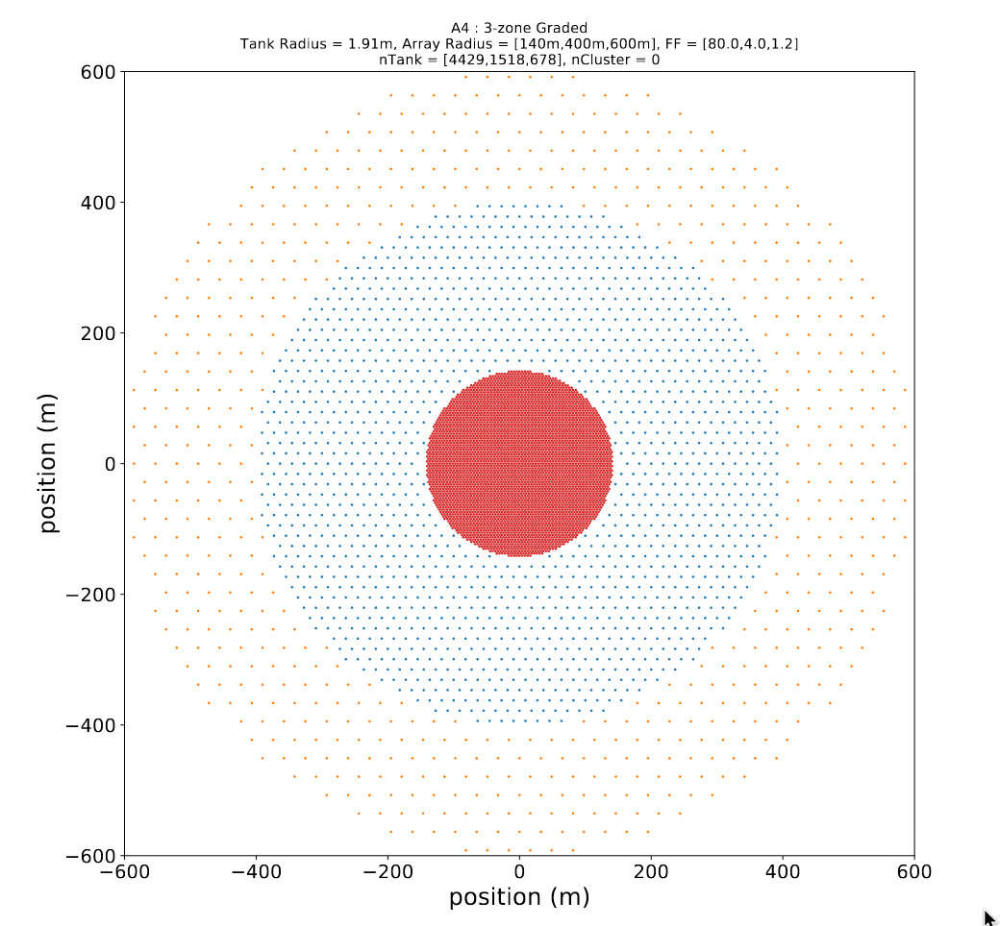 A4 : 3-zone Graded
Tank Radius = 1.91m, Array Radius = [140m,400m,600m], FF = [80.0,4.0,1.2]
nTank = [4429,1518,678], nCluster = 0
600
400
200
0
−200
−400
−600
position (m)
−600
−400
−200
0
200
400
600
position (m)